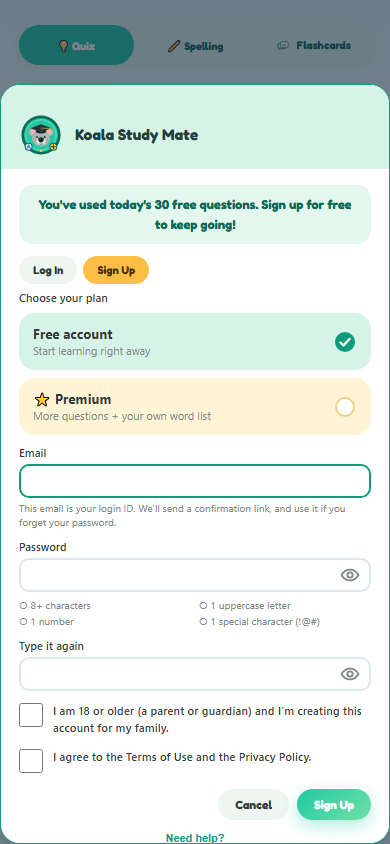 Quiz
Spelling
Flashcards
Koala Study Mate
You've used today's 30 free questions. Sign up for free
to keep going!
Log In
Sign Up
Choose your plan
Free account
Start learning right away
Premium
More questions + your own word list
Email
This email is your login ID. We'll send a confirmation link, and use it if you
forget your password.
Password
8+ characters
1 uppercase letter
1 number
1 special character (!@#)
Type it again
I am 18 or older (a parent or guardian) and I'm creating this
account for my family.
I agree to the Terms of Use and the Privacy Policy.
Cancel
Sign Up
Need help?